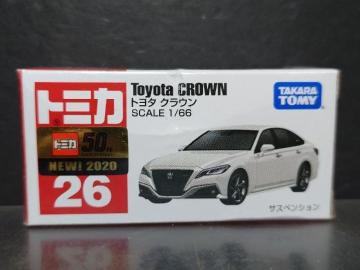 トミカ
トミカ 50th
NEW! 2020
26
Toyota CROWN
トヨタ クラウン
SCALE 1/66
TAKARA
TOMY
サスペンション